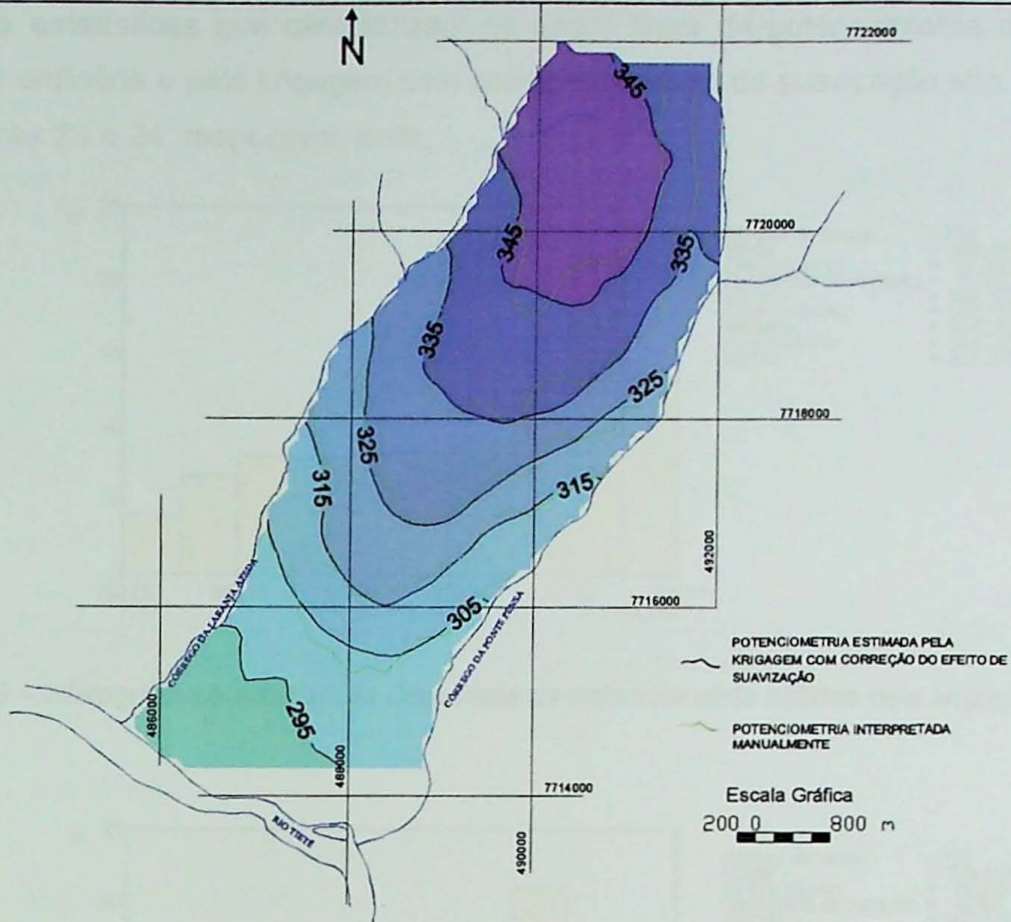 N
7722000
345
7720000
345
335
335
325
7718000
325
315
315
492000
7716000
305
CÓRREGO DA LARANJA AZEDA
CÓRREGO DA PONTE PENSA
486000
295
488000
7714000
RIO TIETÊ
490000
POTENCIOMETRIA ESTIMADA PELA
KRIGAGEM COM CORREÇÃO DO EFEITO DE
SUAVIZAÇÃO
POTENCIOMETRIA INTERPRETADA
MANUALMENTE
Escala Gráfica
200 0 800 m